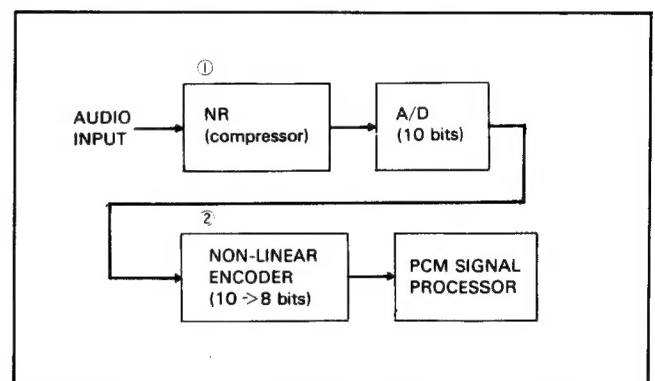 ①
AUDIO
INPUT
NR
(compressor)
A/D
(10 bits)
②
NON-LINEAR
ENCODER
(10 -> 8 bits)
PCM SIGNAL
PROCESSOR